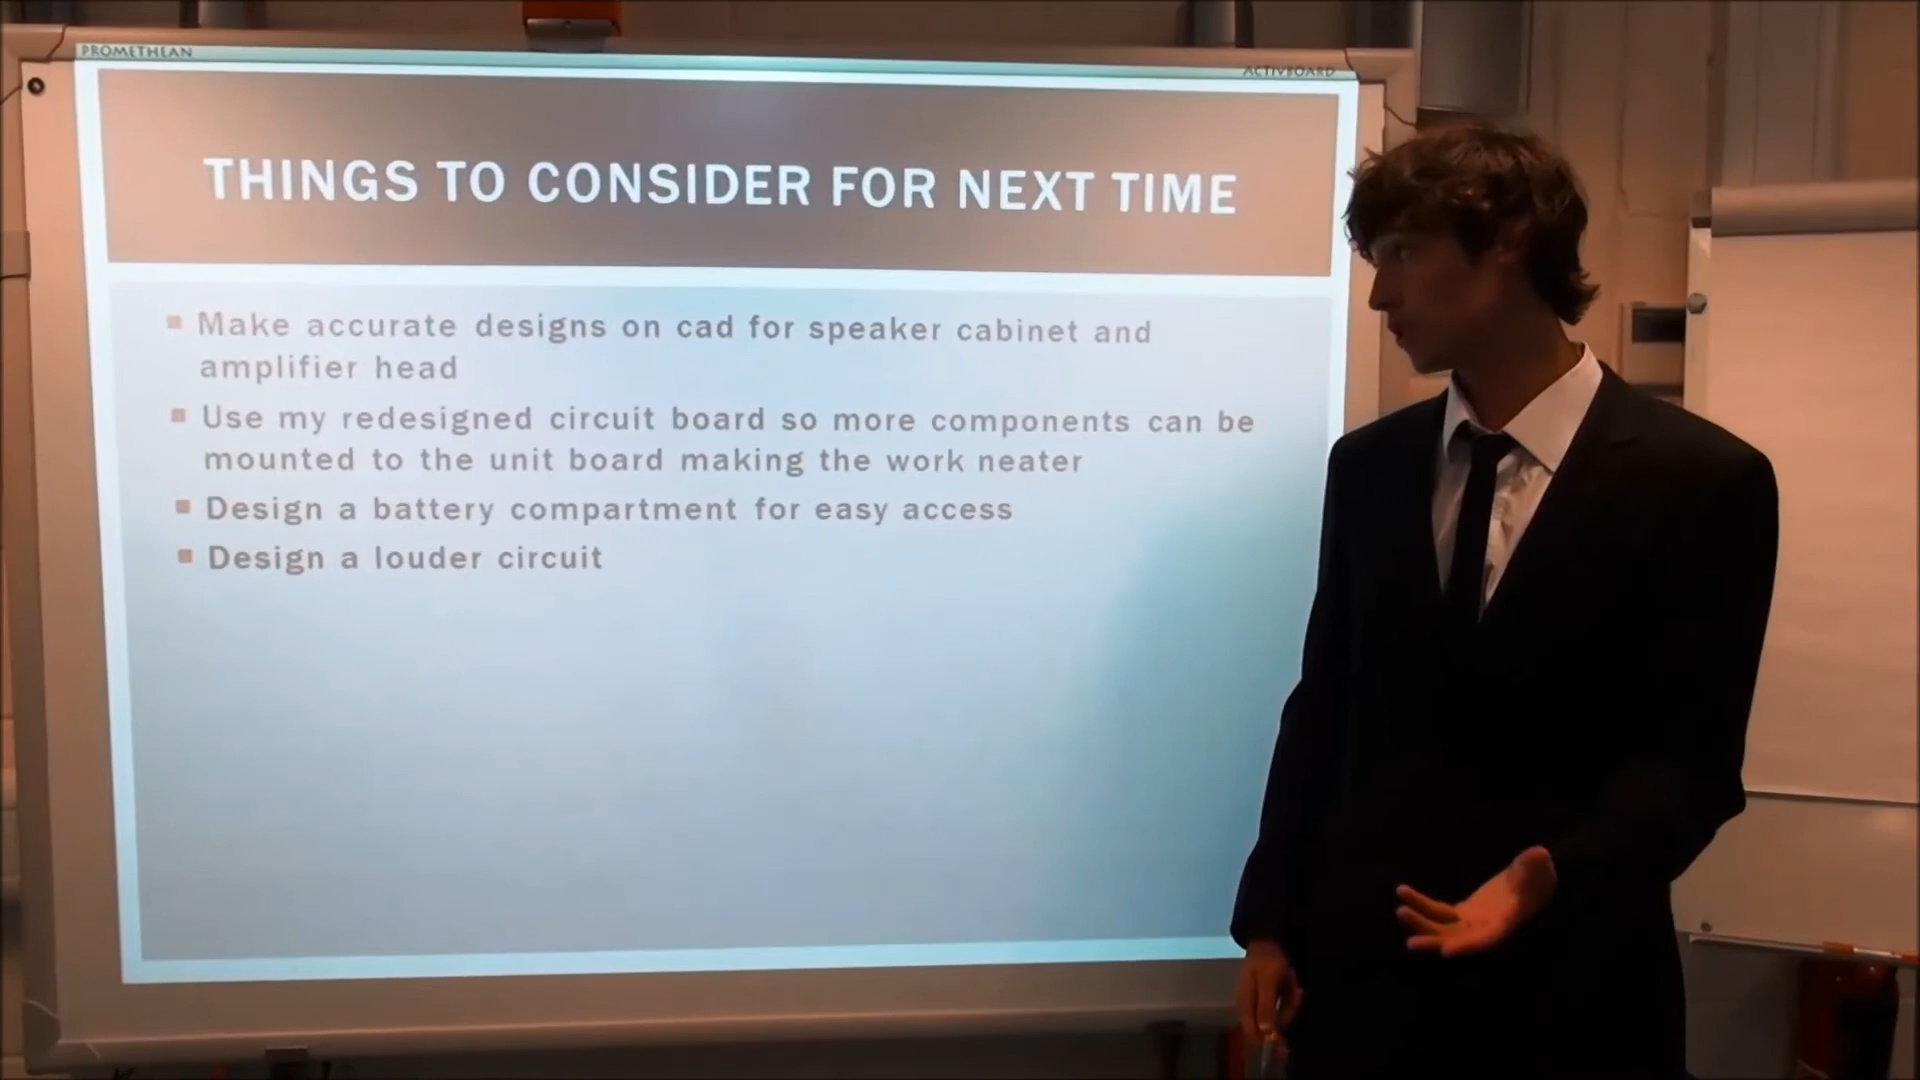 PROMETHEAN
ACTIVBOARD
THINGS TO CONSIDER FOR NEXT TIME
Make accurate designs on cad for speaker cabinet and
amplifier head
Use my redesigned circuit board so more components can be
mounted to the unit board making the work neater
Design a battery compartment for easy access
Design a louder circuit